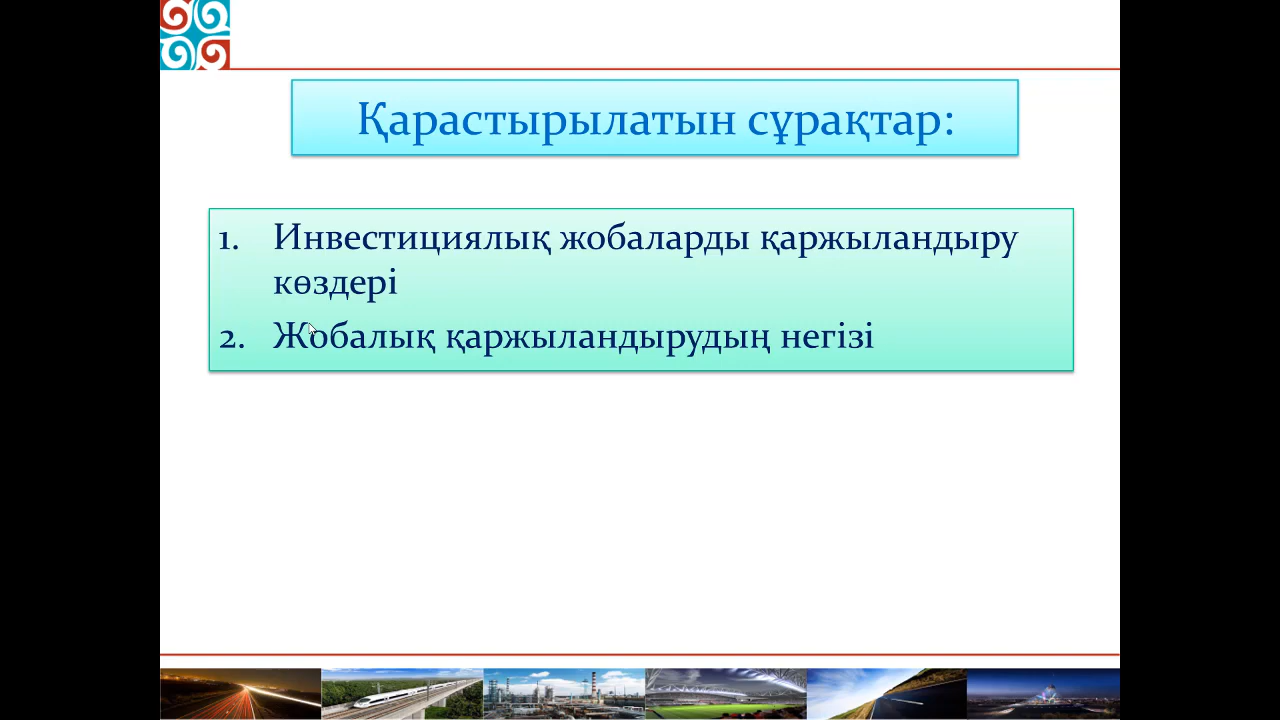 Қарастырылатын сұрақтар:
1. Инвестициялық жобаларды қаржыландыру
көздері
2. Жобалық қаржыландырудың негізі